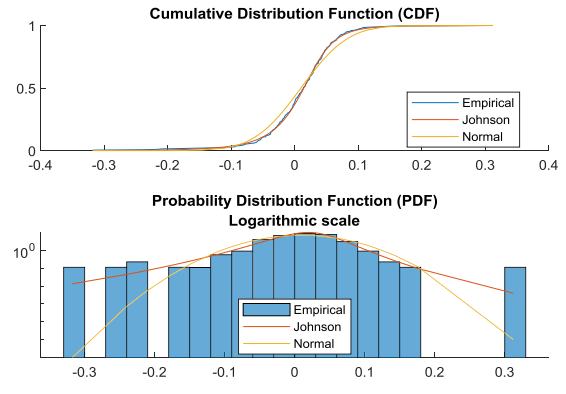 Cumulative Distribution Function (CDF)
1
0.5
0
Empirical
Johnson
Normal
-0.4 -0.3 -0.2 -0.1 0 0.1 0.2 0.3 0.4
Probability Distribution Function (PDF)
Logarithmic scale
10^0
Empirical
Johnson
Normal
-0.3 -0.2 -0.1 0 0.1 0.2 0.3